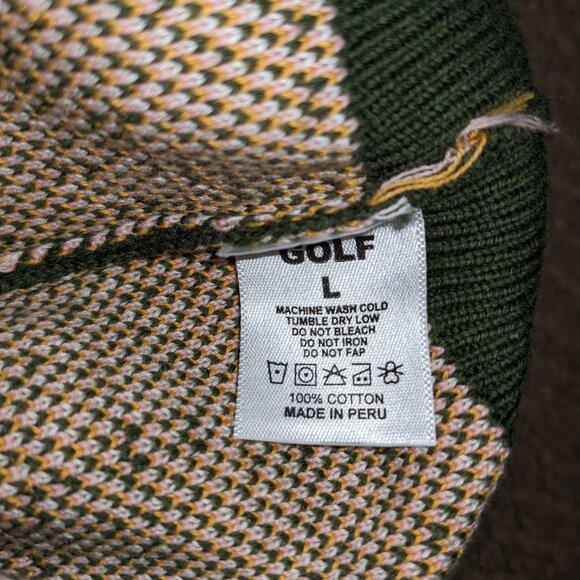 GOLF
L
MACHINE WASH COLD
TUMBLE DRY LOW
DO NOT BLEACH
DO NOT IRON
DO NOT FAP
100% COTTON
MADE IN PERU